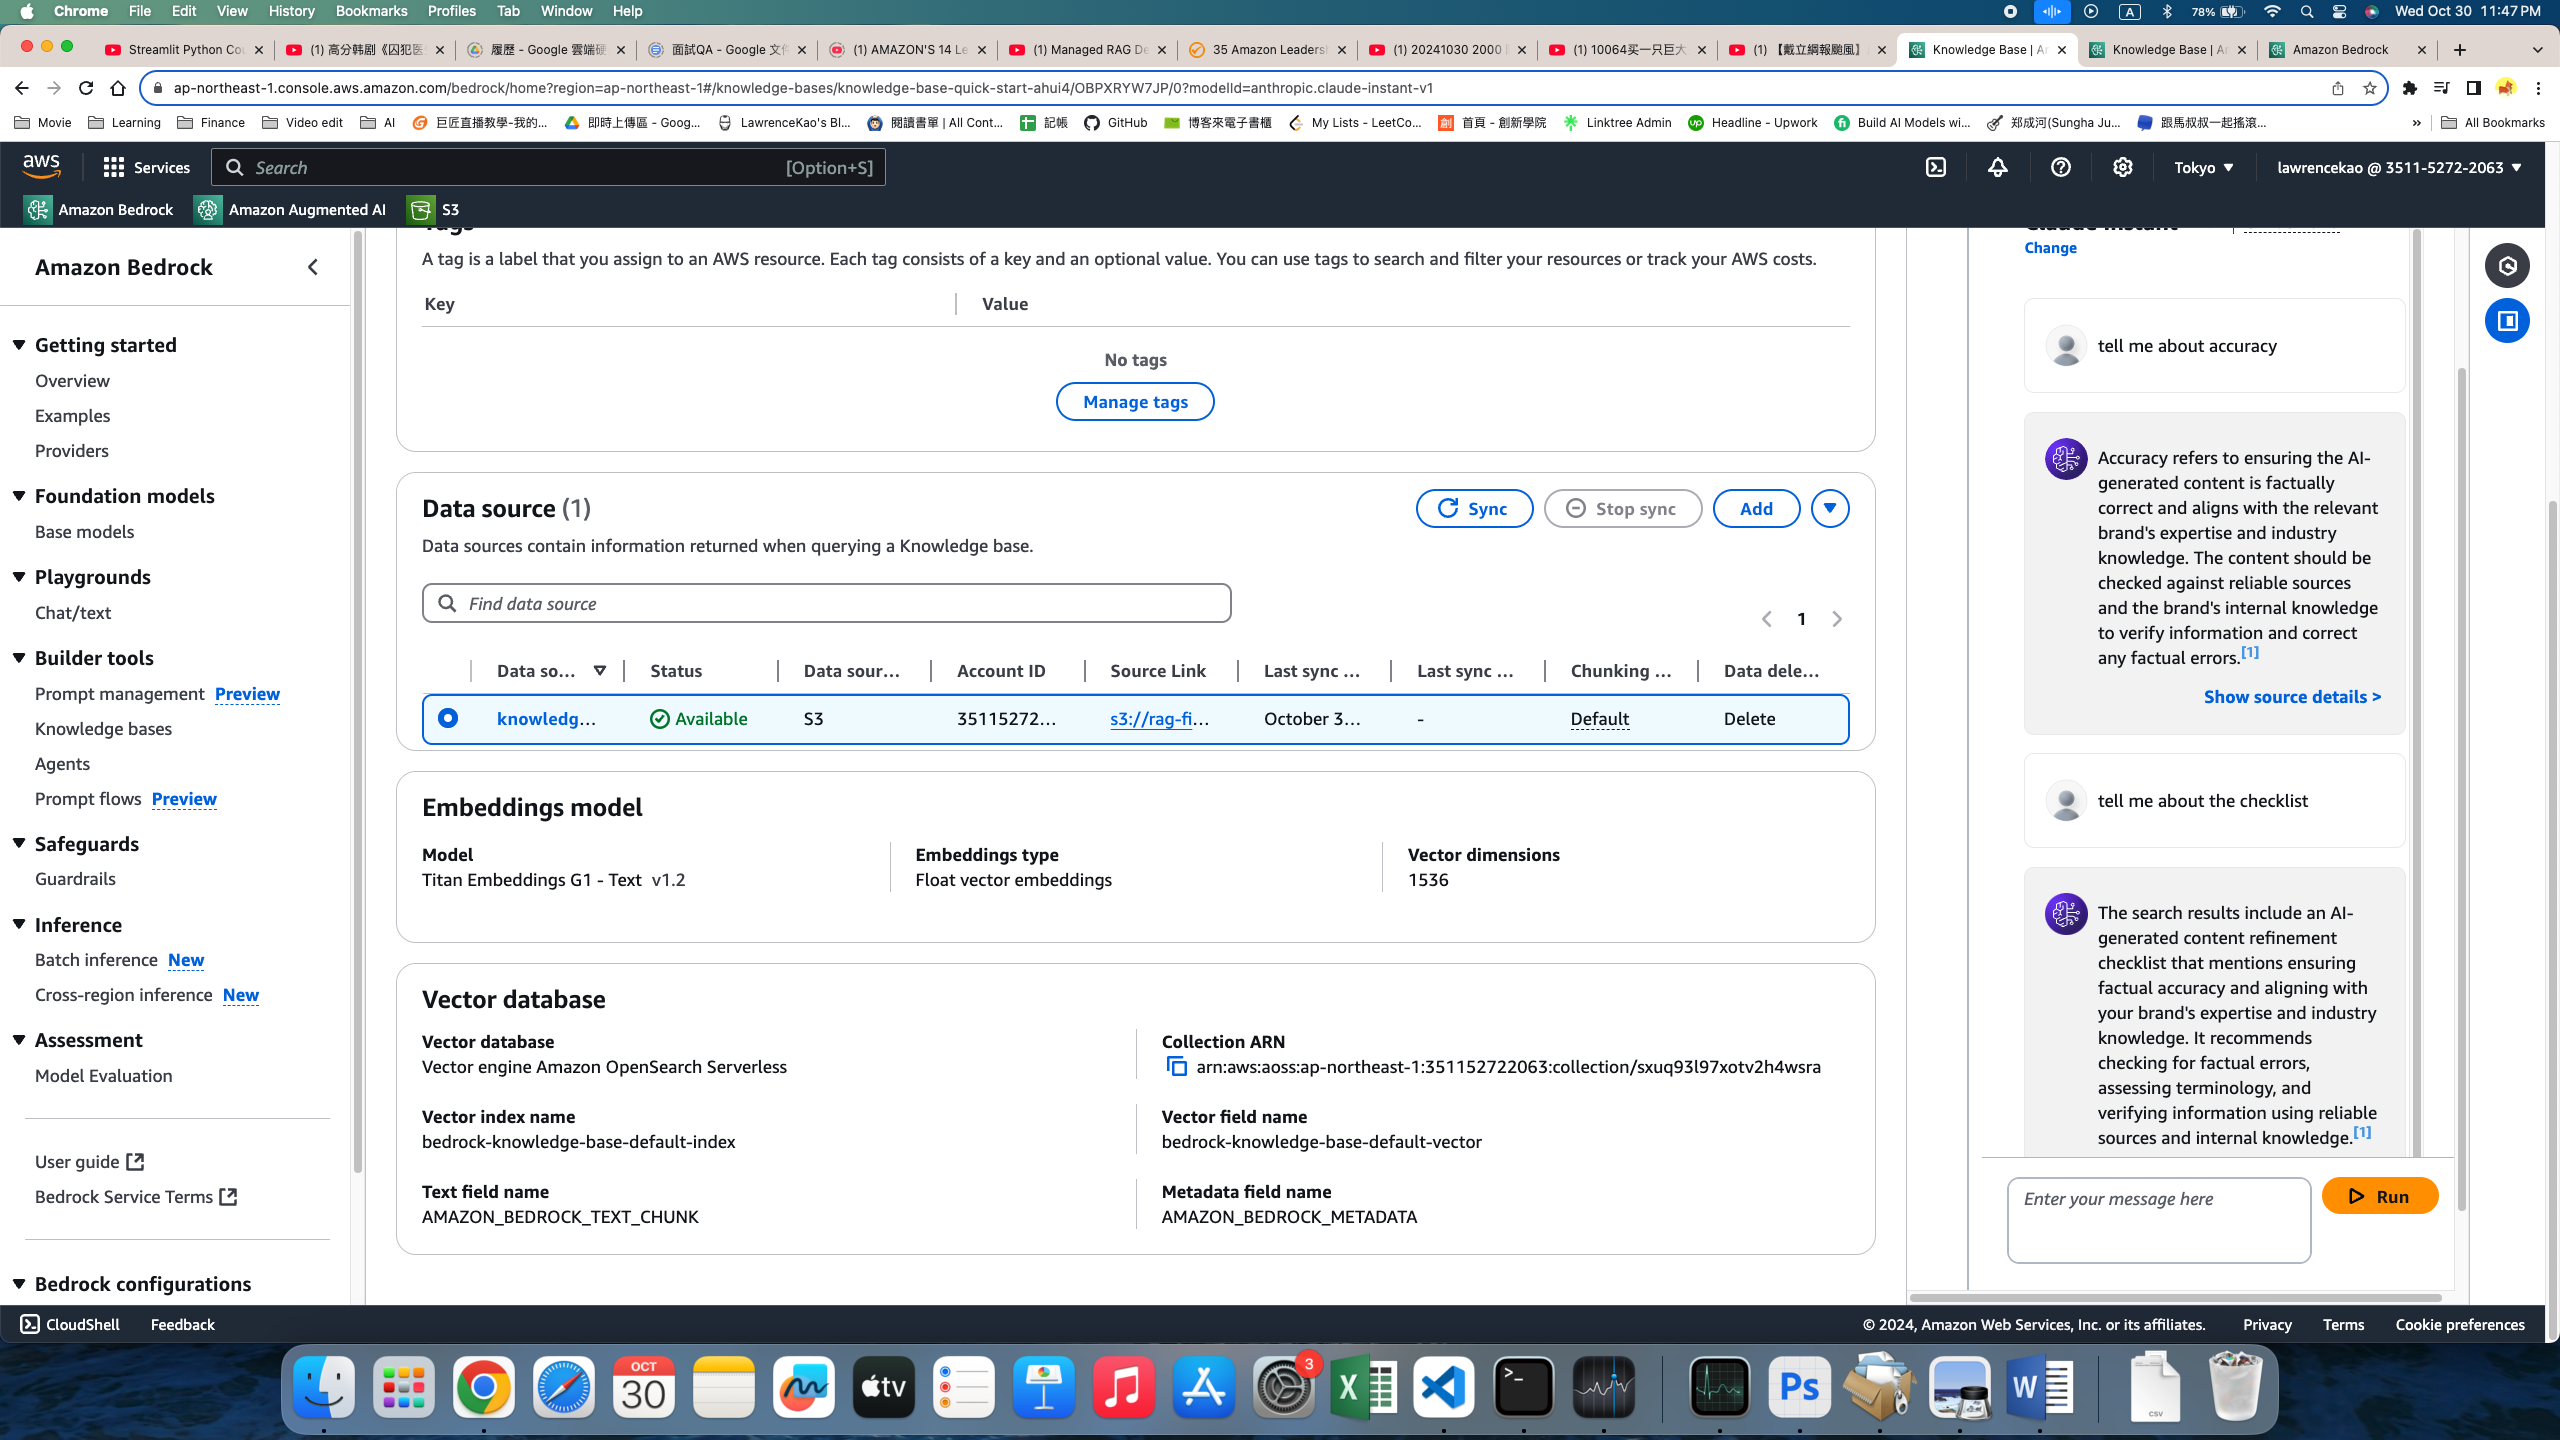 Chrome File Edit View History Bookmarks Profiles Tab Window Help
A 78% Wed Oct 30 11:47 PM
Streamlit Python Co
(1) 高分韩剧《囚犯医
履歷 - Google 雲端硬
面試QA - Google 文件
(1) AMAZON'S 14 Le
(1) Managed RAG De
35 Amazon Leadersh
(1) 20241030 2000
(1) 10064买一只巨大
(1) 【戴立綱報颱風】
Knowledge Base | A
Knowledge Base | A
Amazon Bedrock
ap-northeast-1.console.aws.amazon.com/bedrock/home?region=ap-northeast-1#/knowledge-bases/knowledge-base-quick-start-ahui4/OBPXRYW7JP/0?modelId=anthropic.claude-instant-v1
Movie Learning Finance Video edit AI 巨匠直播教學-我的... 即時上傳區 - Goog... LawrenceKao's Bl... 閱讀書單 | All Cont... 記帳 GitHub 博客來電子書櫃 My Lists - LeetCo... 首頁 - 創新學院 Linktree Admin Headline - Upwork Build AI Models wi... 郑成河(Sungha Ju... 跟馬叔叔一起搖滾... » All Bookmarks
aws Services Search [Option+S] Tokyo lawrencekao @ 3511-5272-2063
Amazon Bedrock Amazon Augmented AI S3
Amazon Bedrock
Getting started
Overview
Examples
Providers
Foundation models
Base models
Playgrounds
Chat/text
Builder tools
Prompt management Preview
Knowledge bases
Agents
Prompt flows Preview
Safeguards
Guardrails
Inference
Batch inference New
Cross-region inference New
Assessment
Model Evaluation
User guide
Bedrock Service Terms
Bedrock configurations
Tags
A tag is a label that you assign to an AWS resource. Each tag consists of a key and an optional value. You can use tags to search and filter your resources or track your AWS costs.
Key Value
No tags
Manage tags
Data source (1)
Sync Stop sync Add
Data sources contain information returned when querying a Knowledge base.
Find data source
1
Data so... Status Data sour... Account ID Source Link Last sync ... Last sync ... Chunking ... Data dele...
knowledg... Available S3 35115272... s3://rag-fi... October 3... - Default Delete
Embeddings model
Model
Titan Embeddings G1 - Text v1.2
Embeddings type
Float vector embeddings
Vector dimensions
1536
Vector database
Vector database
Vector engine Amazon OpenSearch Serverless
Collection ARN
arn:aws:aoss:ap-northeast-1:351152722063:collection/sxuq93l97xotv2h4wsra
Vector index name
bedrock-knowledge-base-default-index
Vector field name
bedrock-knowledge-base-default-vector
Text field name
AMAZON_BEDROCK_TEXT_CHUNK
Metadata field name
AMAZON_BEDROCK_METADATA
Claude Instant
Change
tell me about accuracy
Accuracy refers to ensuring the AI-
generated content is factually
correct and aligns with the relevant
brand's expertise and industry
knowledge. The content should be
checked against reliable sources
and the brand's internal knowledge
to verify information and correct
any factual errors.[1]
Show source details >
tell me about the checklist
The search results include an AI-
generated content refinement
checklist that mentions ensuring
factual accuracy and aligning with
your brand's expertise and industry
knowledge. It recommends
checking for factual errors,
assessing terminology, and
verifying information using reliable
sources and internal knowledge.[1]
Enter your message here
Run
CloudShell Feedback © 2024, Amazon Web Services, Inc. or its affiliates. Privacy Terms Cookie preferences
OCT
30
tv
3
X
Ps
W
CSV